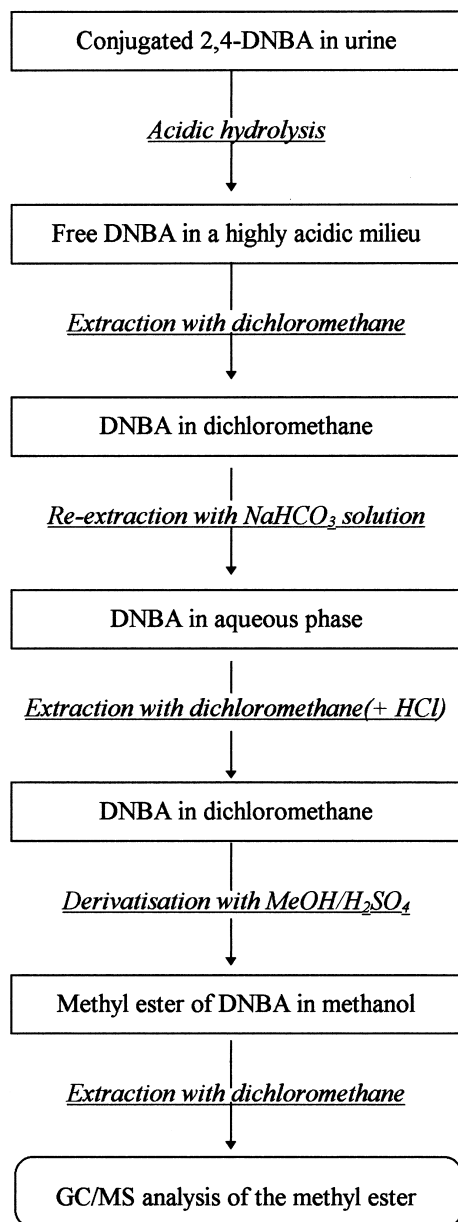 Conjugated 2,4-DNBA in urine
Acidic hydrolysis
Free DNBA in a highly acidic milieu
Extraction with dichloromethane
DNBA in dichloromethane
Re-extraction with NaHCO₃ solution
DNBA in aqueous phase
Extraction with dichloromethane(+ HCl)
DNBA in dichloromethane
Derivatisation with MeOH/H₂SO₄
Methyl ester of DNBA in methanol
Extraction with dichloromethane
GC/MS analysis of the methyl ester